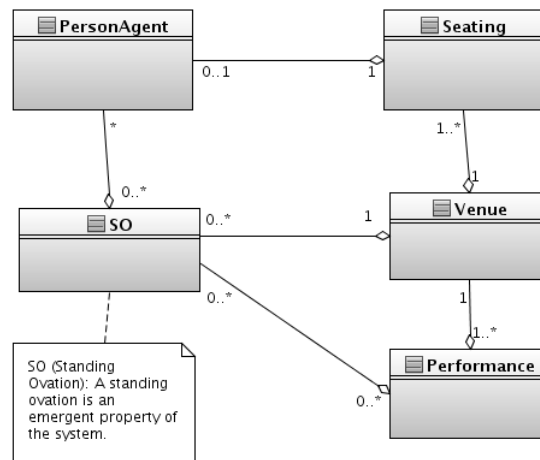 PersonAgent
Seating
0..1
1
*
1..*
0..*
1
SO
0..*
1
Venue
0..*
1
1..*
Performance
0..*
SO (Standing
Ovation): A standing
ovation is an
emergent property of
the system.